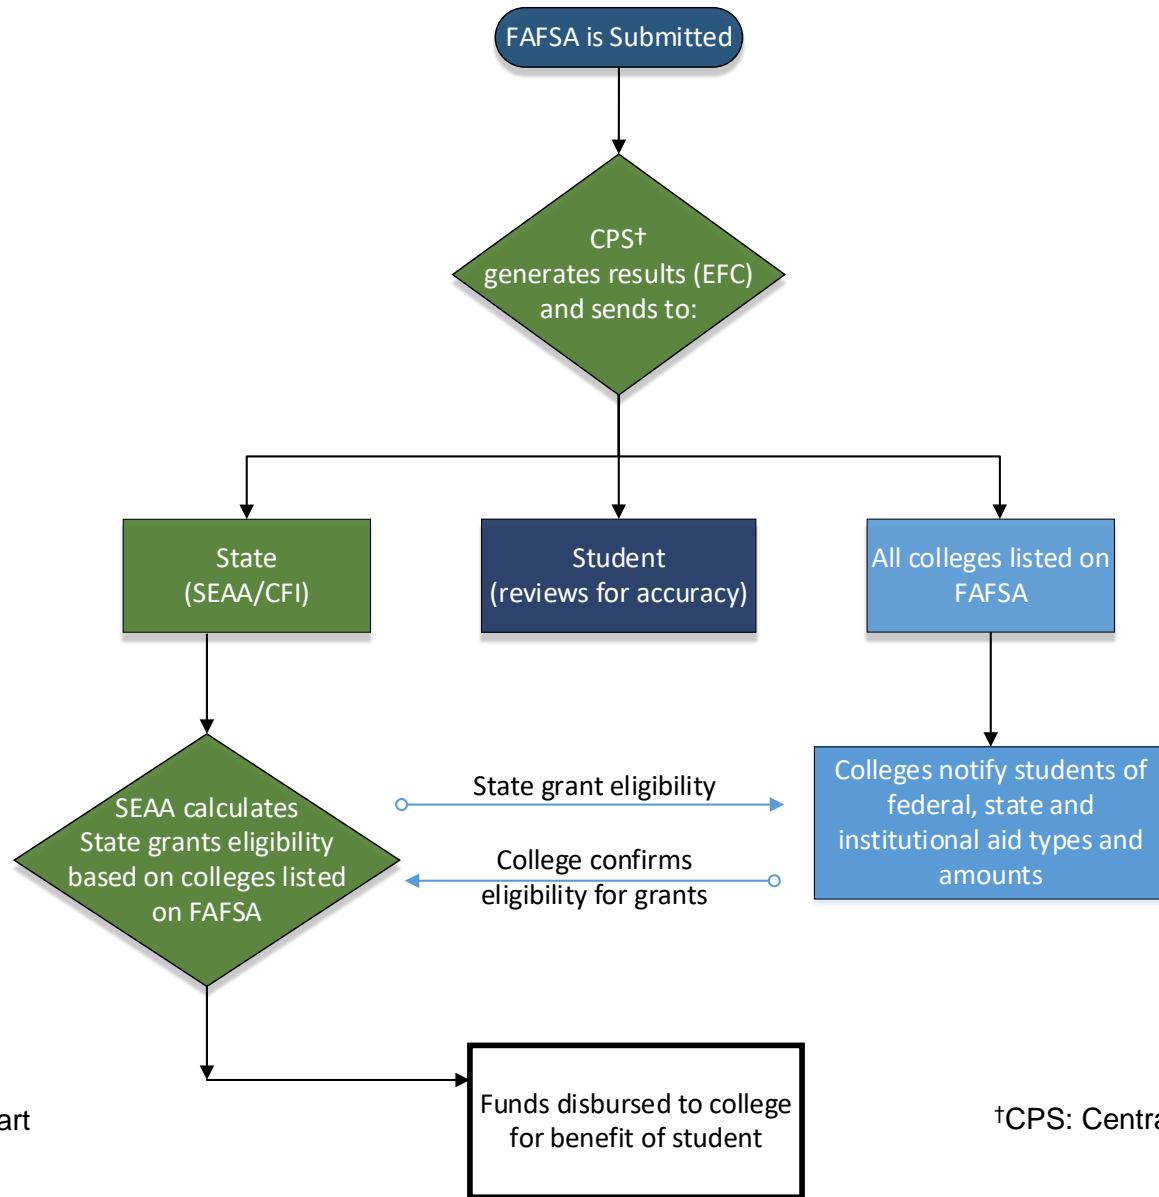 FAFSA is Submitted
CPS†
generates results (EFC)
and sends to:
State
(SEAA/CFI)
Student
(reviews for accuracy)
All colleges listed on
FAFSA
SEAA calculates
State grants eligibility
based on colleges listed
on FAFSA
State grant eligibility
College confirms
eligibility for grants
Colleges notify students of
federal, state and
institutional aid types and
amounts
Funds disbursed to college
for benefit of student
art
†CPS: Centra